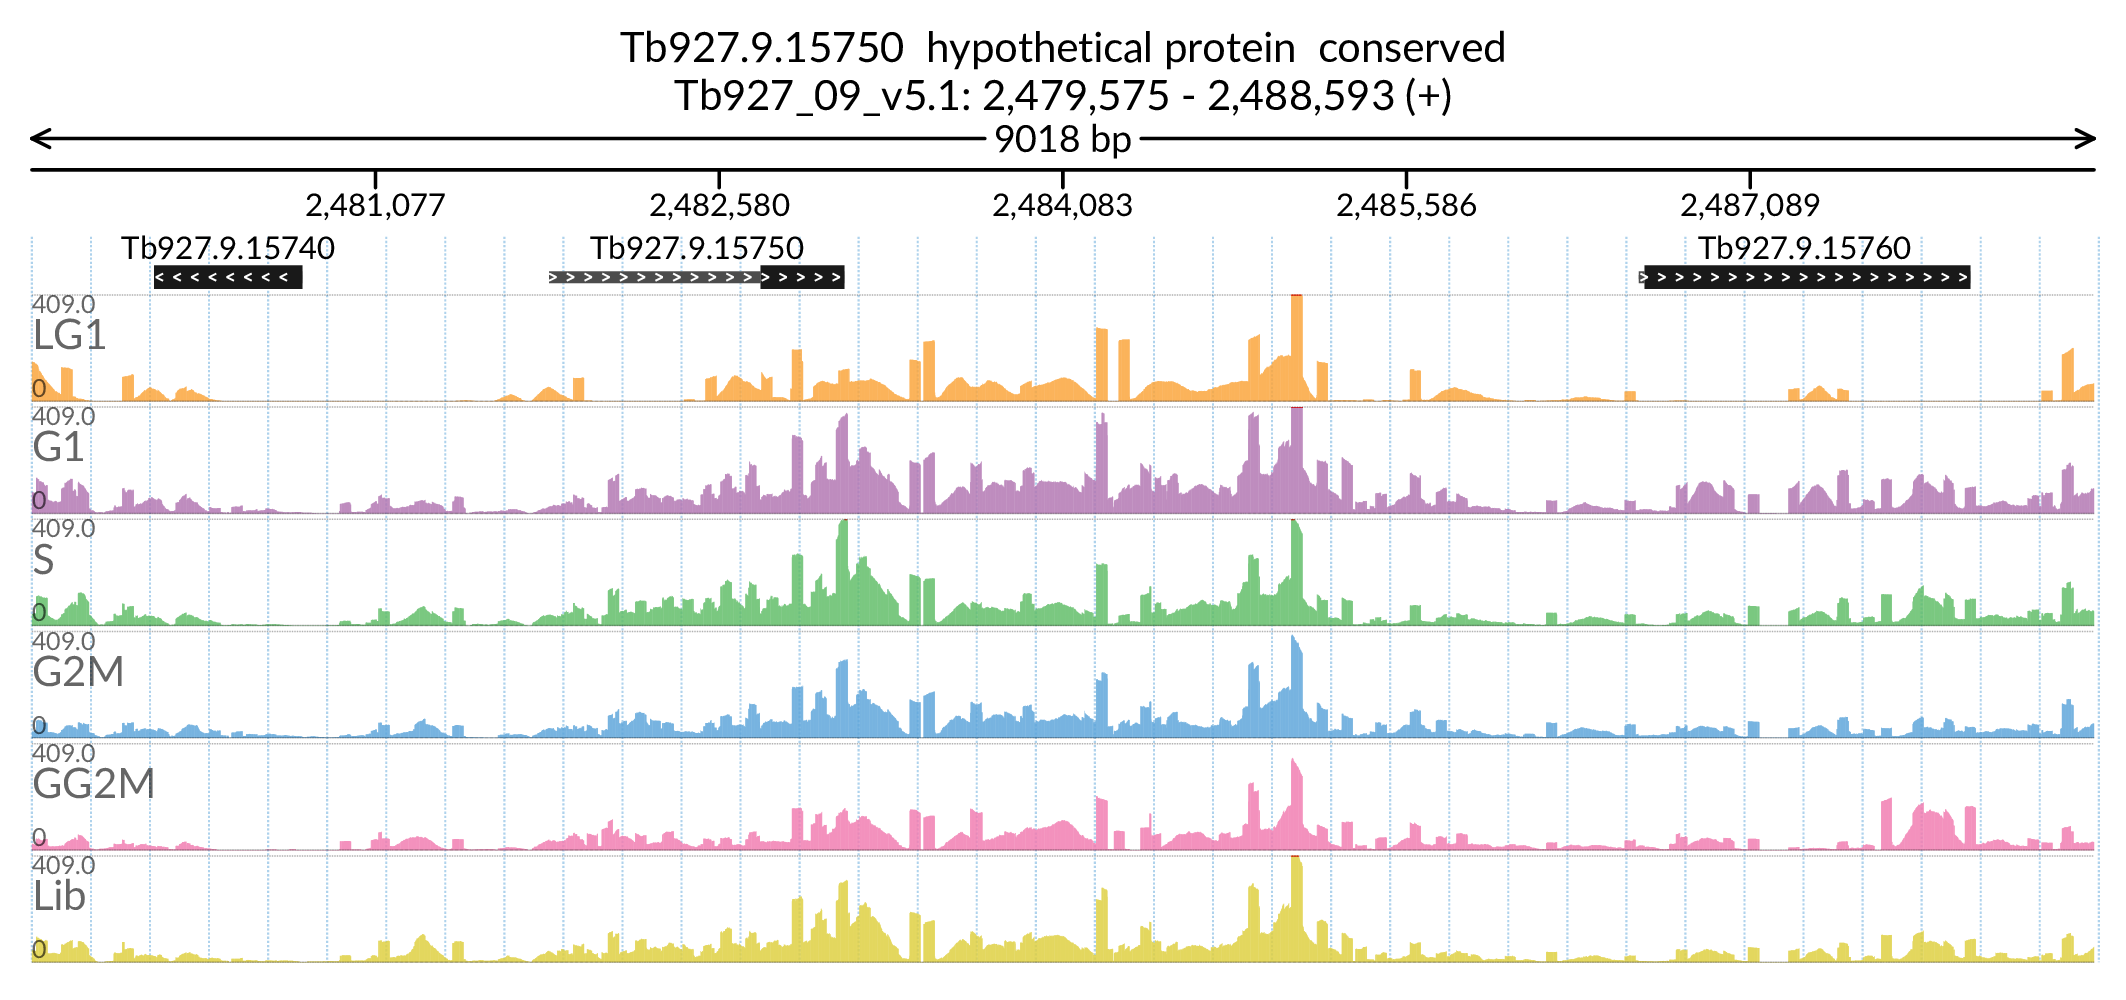 Tb927.9.15750  hypothetical protein  conserved
Tb927_09_v5.1: 2,479,575 - 2,488,593 (+)
9018 bp
2,481,077 2,482,580 2,484,083 2,485,586 2,487,089
Tb927.9.15740 Tb927.9.15750 Tb927.9.15760
409.0
LG1
0
409.0
G1
0
409.0
S
0
409.0
G2M
0
409.0
GG2M
0
409.0
Lib
0